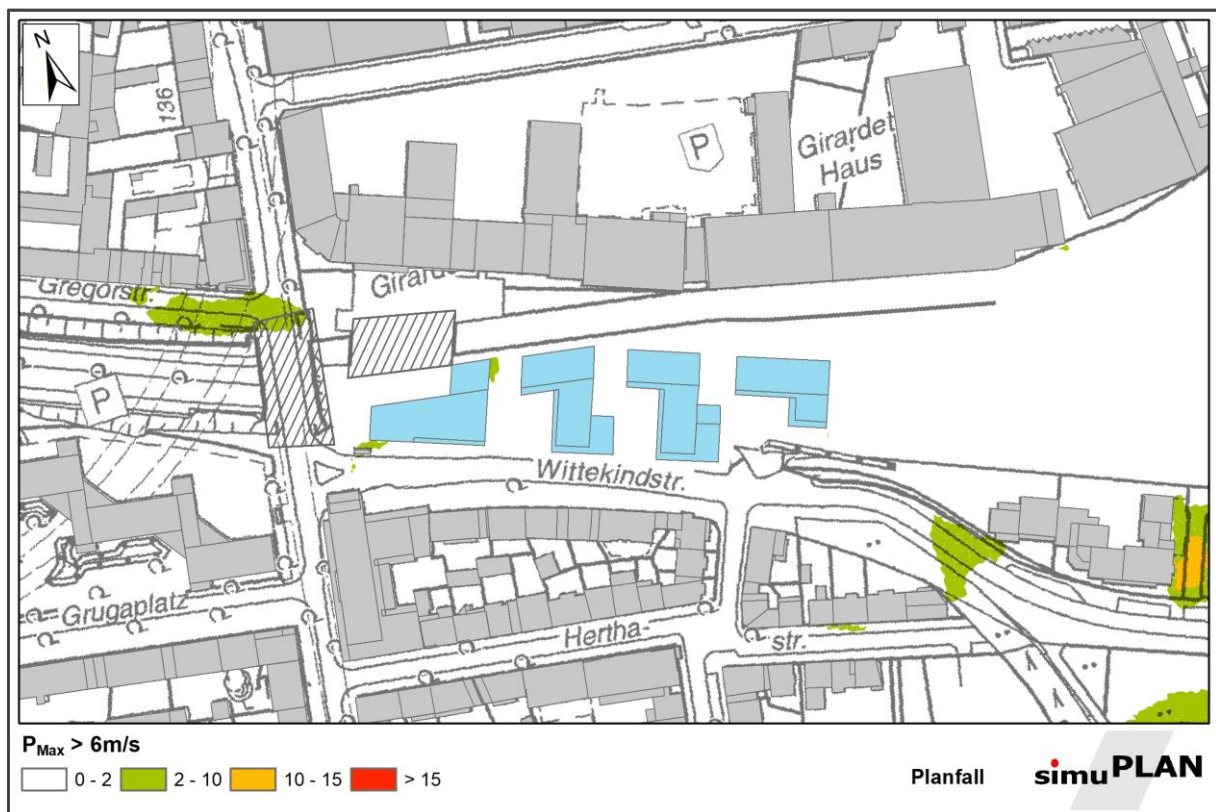 N
136
P
Girardet
Haus
Gregorstr.
Girard
P
Wittekindstr.
Grugaplatz
Hertha-
str.
PMax > 6m/s
0 - 2
2 - 10
10 - 15
> 15
Planfall
simuPLAN